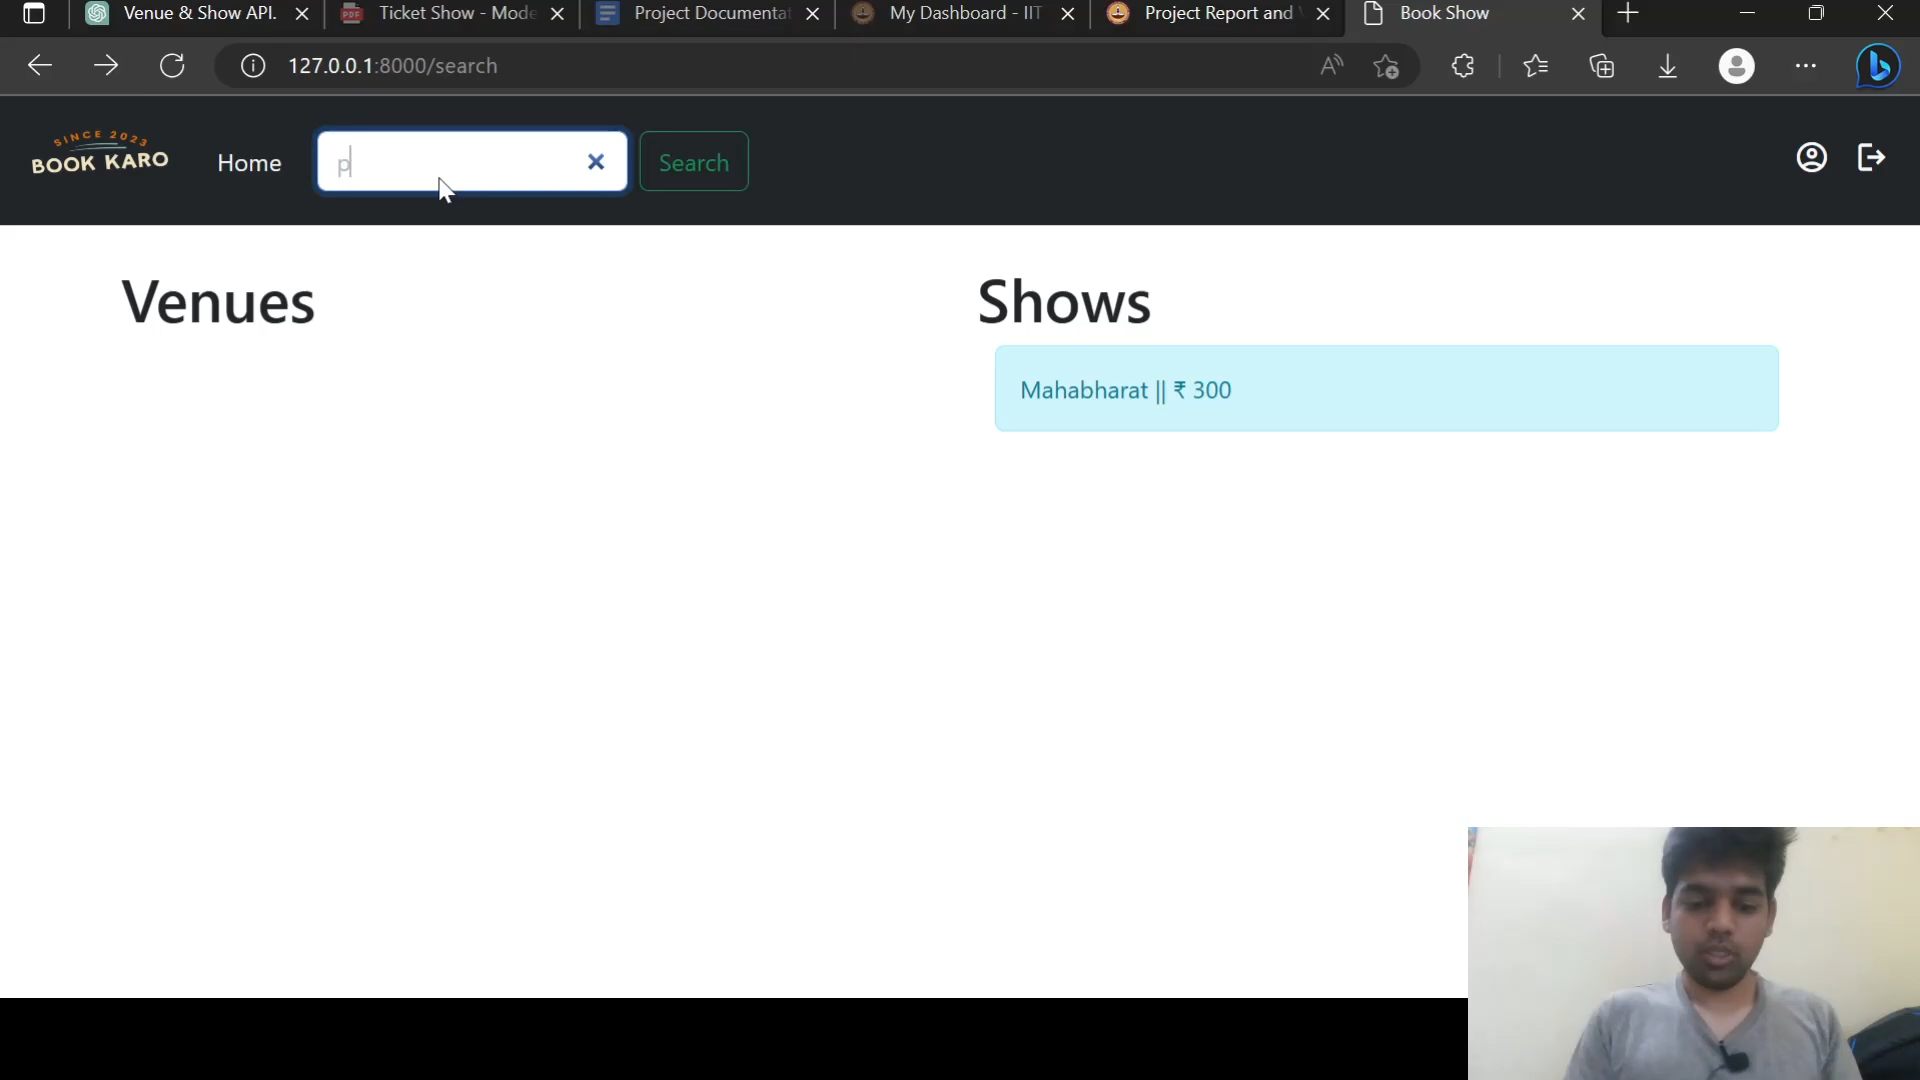 Venue & Show API.
Ticket Show - Mode
Project Documentat
My Dashboard - IIT
Project Report and V
Book Show
127.0.0.1:8000/search
SINCE 2023
BOOK KARO
Home
p
Search
Venues
Shows
Mahabharat || ₹ 300